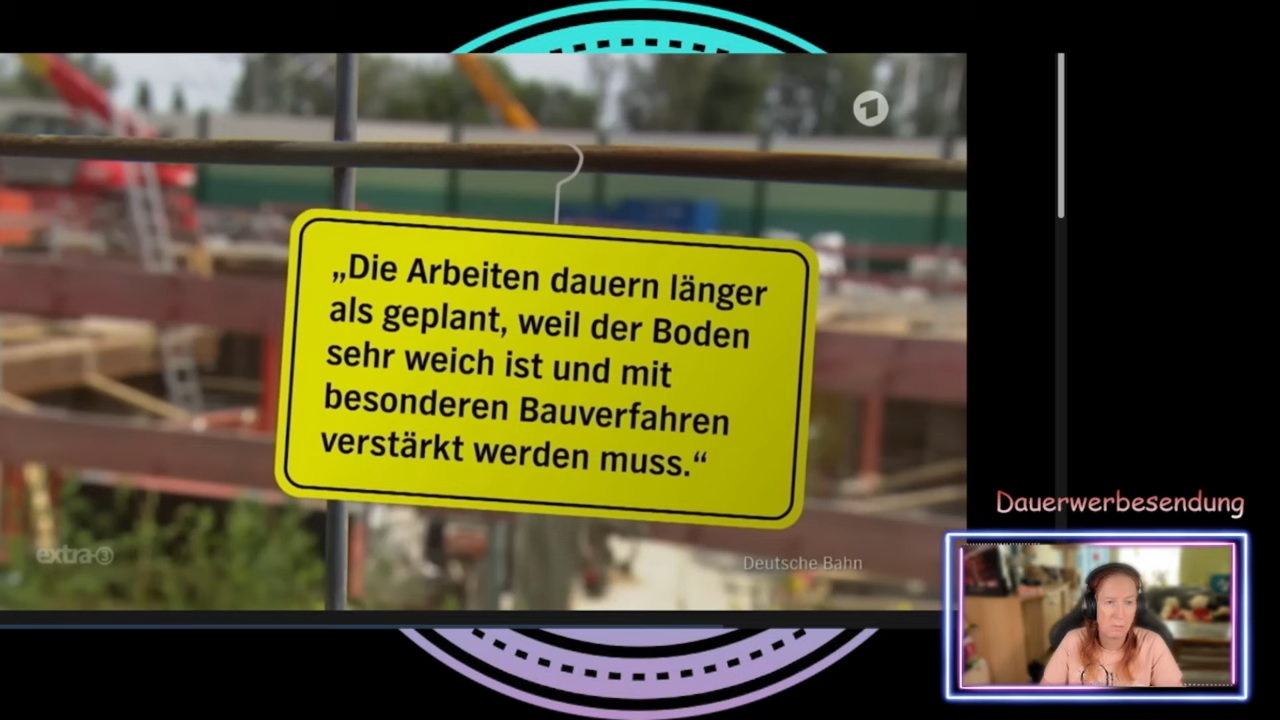 „Die Arbeiten dauern länger
als geplant, weil der Boden
sehr weich ist und mit
besonderen Bauverfahren
verstärkt werden muss.“
extra 3
Deutsche Bahn
Dauerwerbesendung